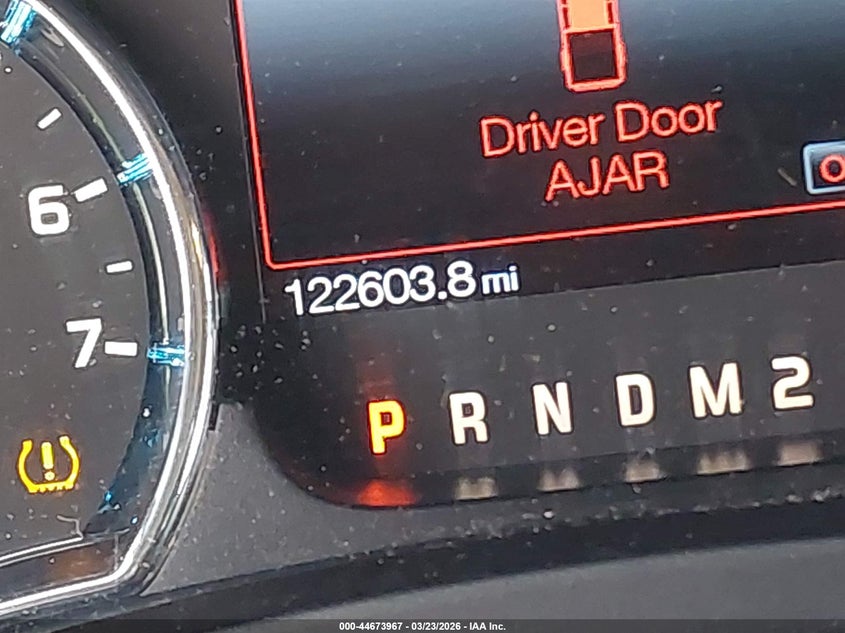 Driver Door
AJAR
O
6
122603.8 mi
7
P R N D M 2
000-44673967 - 03/23/2026 - IAA Inc.